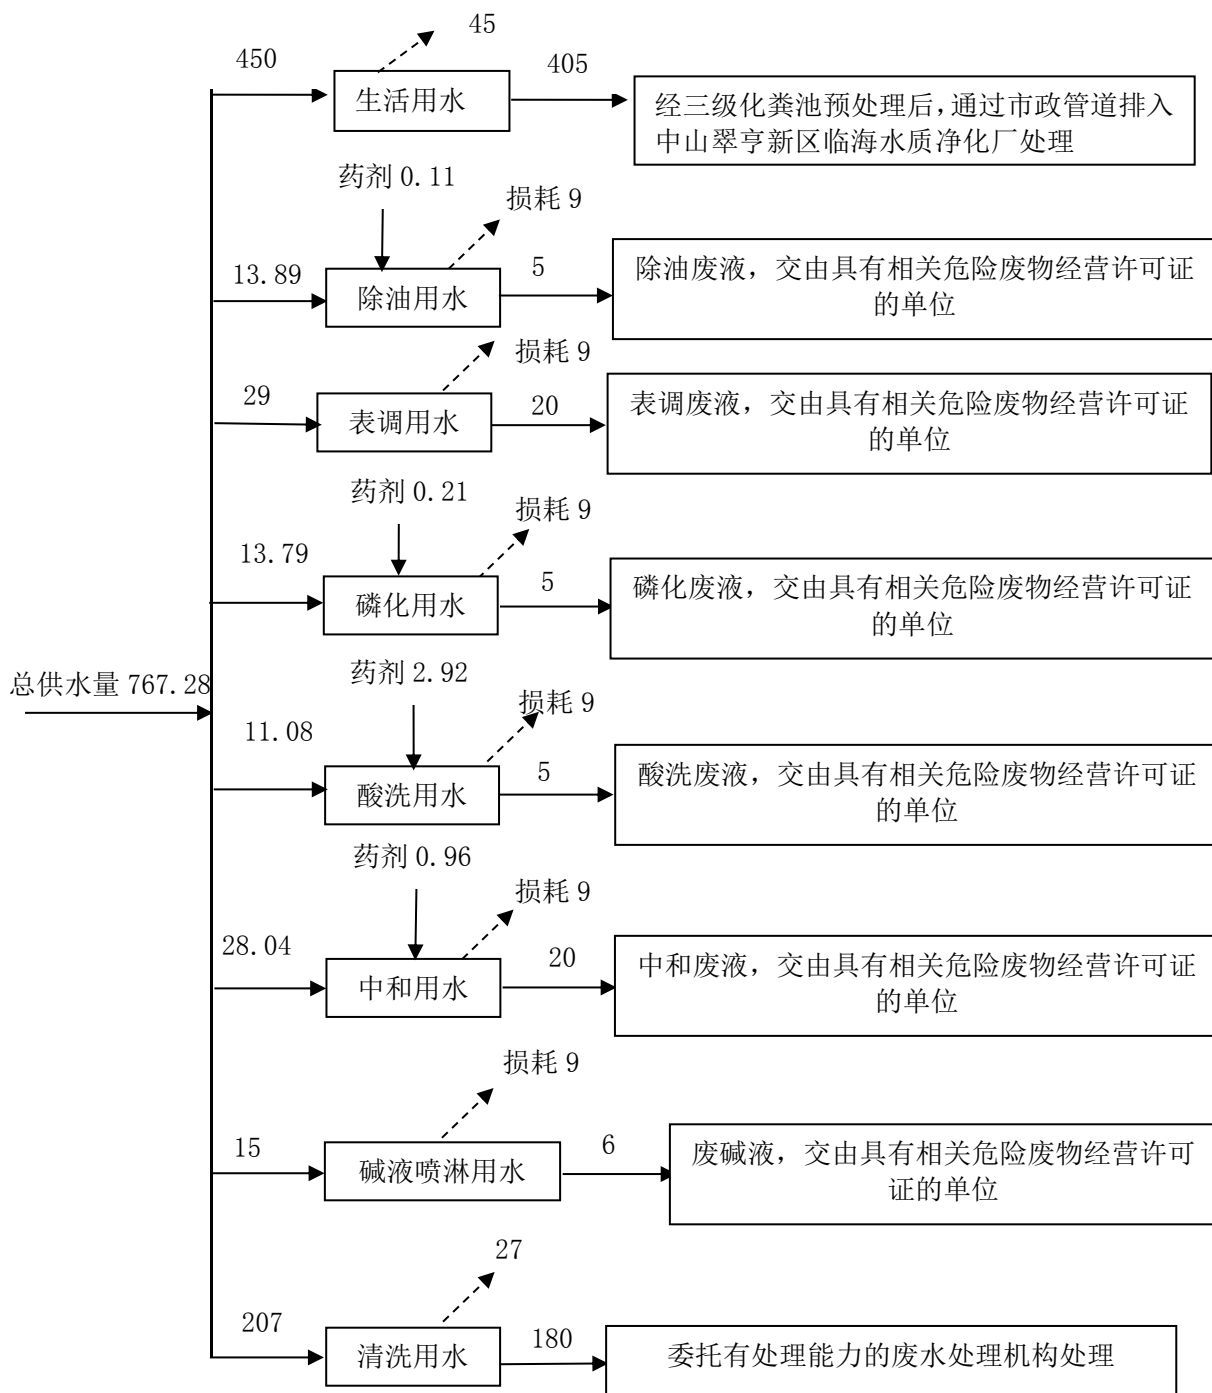 45
450
生活用水
405
经三级化粪池预处理后，通过市政管道排入
中山翠亨新区临海水质净化厂处理
药剂 0.11
损耗 9
13.89
除油用水
5
除油废液，交由具有相关危险废物经营许可证
的单位
损耗 9
29
表调用水
20
表调废液，交由具有相关危险废物经营许可证
的单位
药剂 0.21
损耗 9
13.79
磷化用水
5
磷化废液，交由具有相关危险废物经营许可证
的单位
总供水量 767.28
药剂 2.92
损耗 9
11.08
酸洗用水
5
酸洗废液，交由具有相关危险废物经营许可证
的单位
药剂 0.96
损耗 9
28.04
中和用水
20
中和废液，交由具有相关危险废物经营许可证
的单位
损耗 9
15
碱液喷淋用水
6
废碱液，交由具有相关危险废物经营许可
证的单位
27
207
清洗用水
180
委托有处理能力的废水处理机构处理